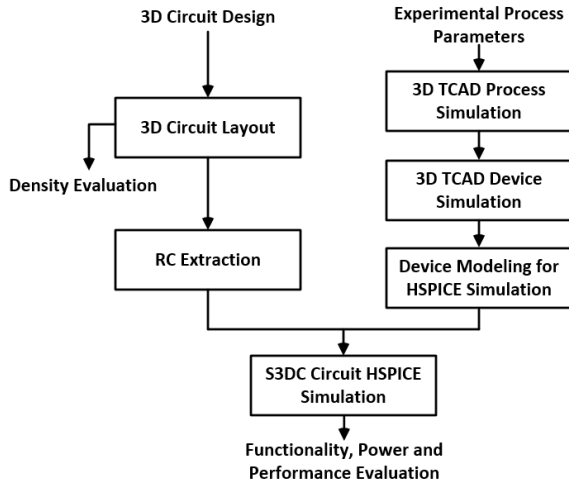 3D Circuit Design
3D Circuit Layout
Density Evaluation
RC Extraction
Experimental Process
Parameters
3D TCAD Process
Simulation
3D TCAD Device
Simulation
Device Modeling for
HSPICE Simulation
S3DC Circuit HSPICE
Simulation
Functionality, Power and
Performance Evaluation